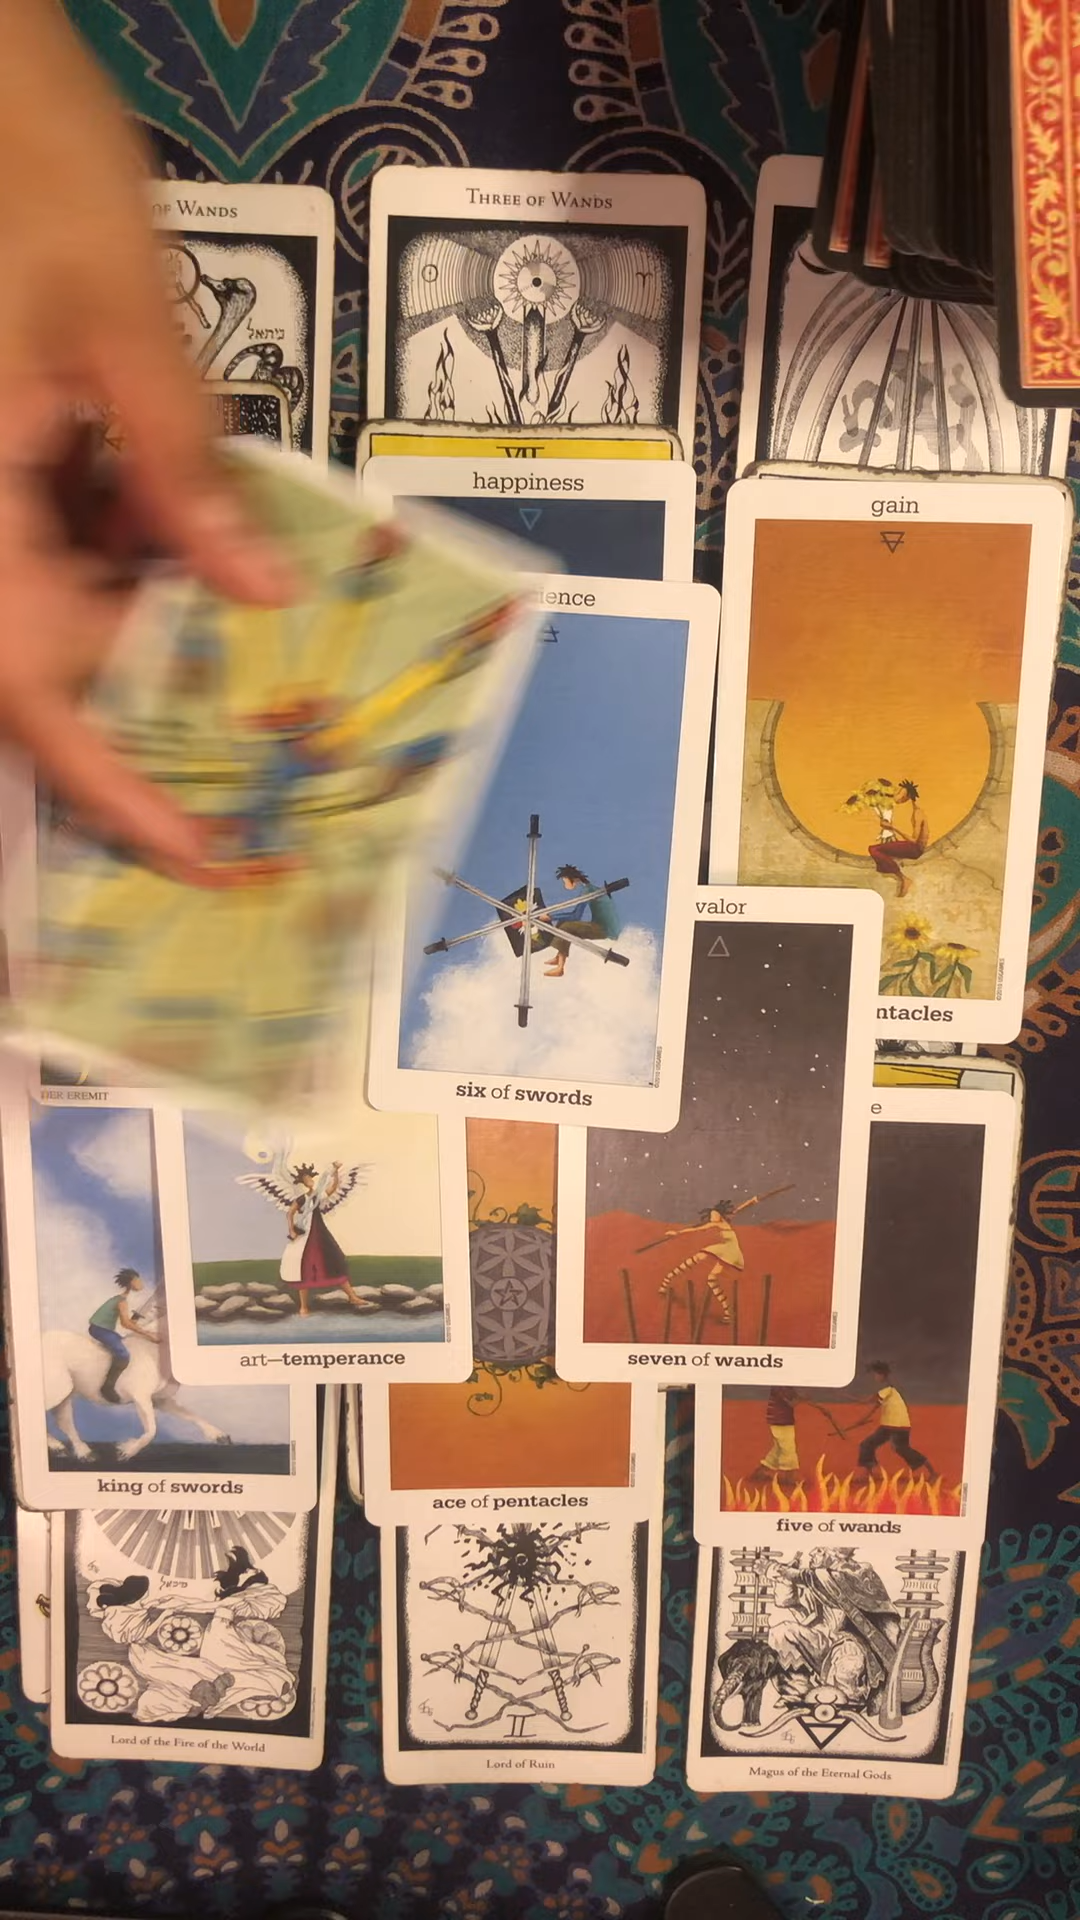 OF WANDS
THREE OF WANDS
בית​אל
VII
happiness
gain
ience
valor
six of swords
ntacles
e
DER EREMIT
art—temperance
seven of wands
king of swords
ace of pentacles
five of wands
מיכאל
II
Lord of the Fire of the World
Lord of Ruin
Magus of the Eternal Gods